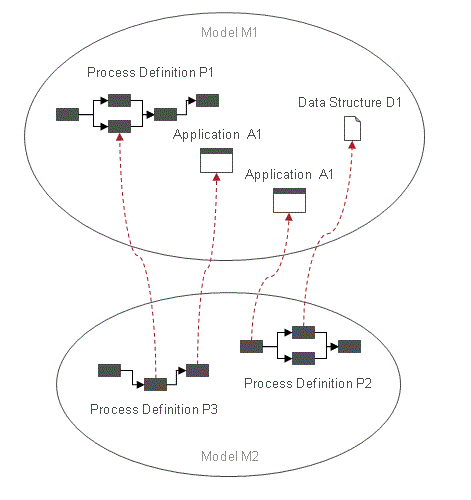 Model M1
Process Definition P1
Data Structure D1
Application A1
Application A1
Process Definition P2
Process Definition P3
Model M2